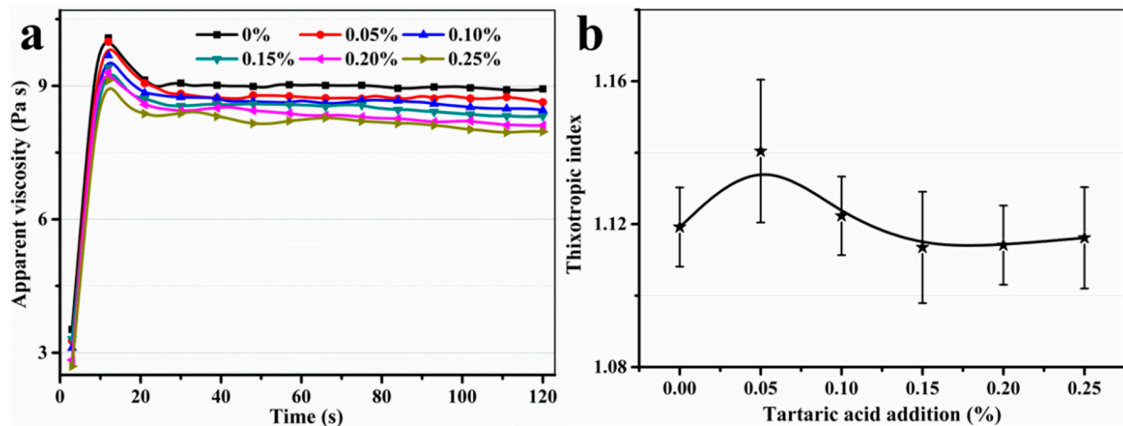 a
0% 0.05% 0.10%
0.15% 0.20% 0.25%
Apparent viscosity (Pa s)
9
6
3
0 20 40 60 80 100 120
Time (s)
b
Thixotropic index
1.16
1.12
1.08
0.00 0.05 0.10 0.15 0.20 0.25
Tartaric acid addition (%)